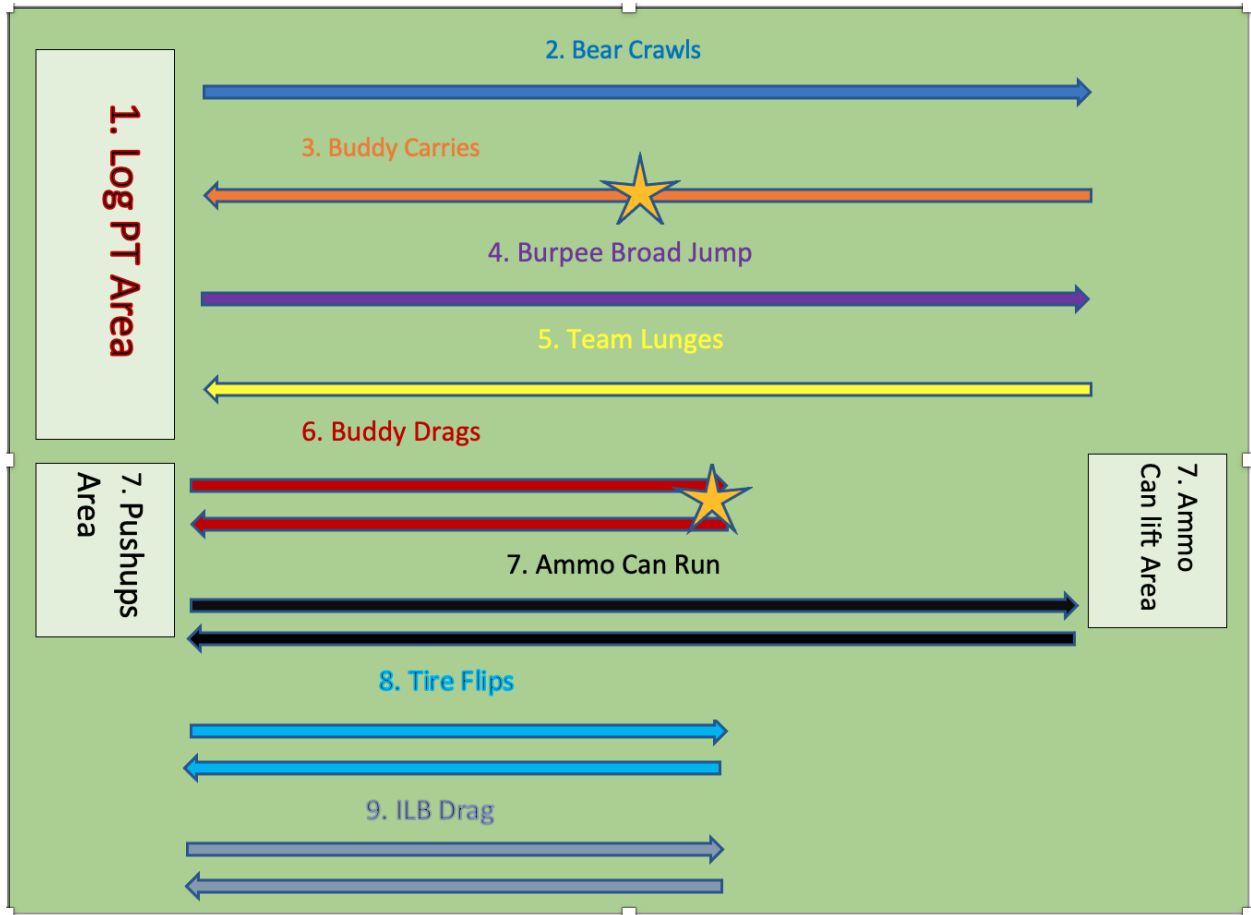 2. Bear Crawls
1. Log PT Area
3. Buddy Carries
4. Burpee Broad Jump
5. Team Lunges
6. Buddy Drags
7. Pushups
Area
7. Ammo
Can lift Area
7. Ammo Can Run
8. Tire Flips
9. ILB Drag